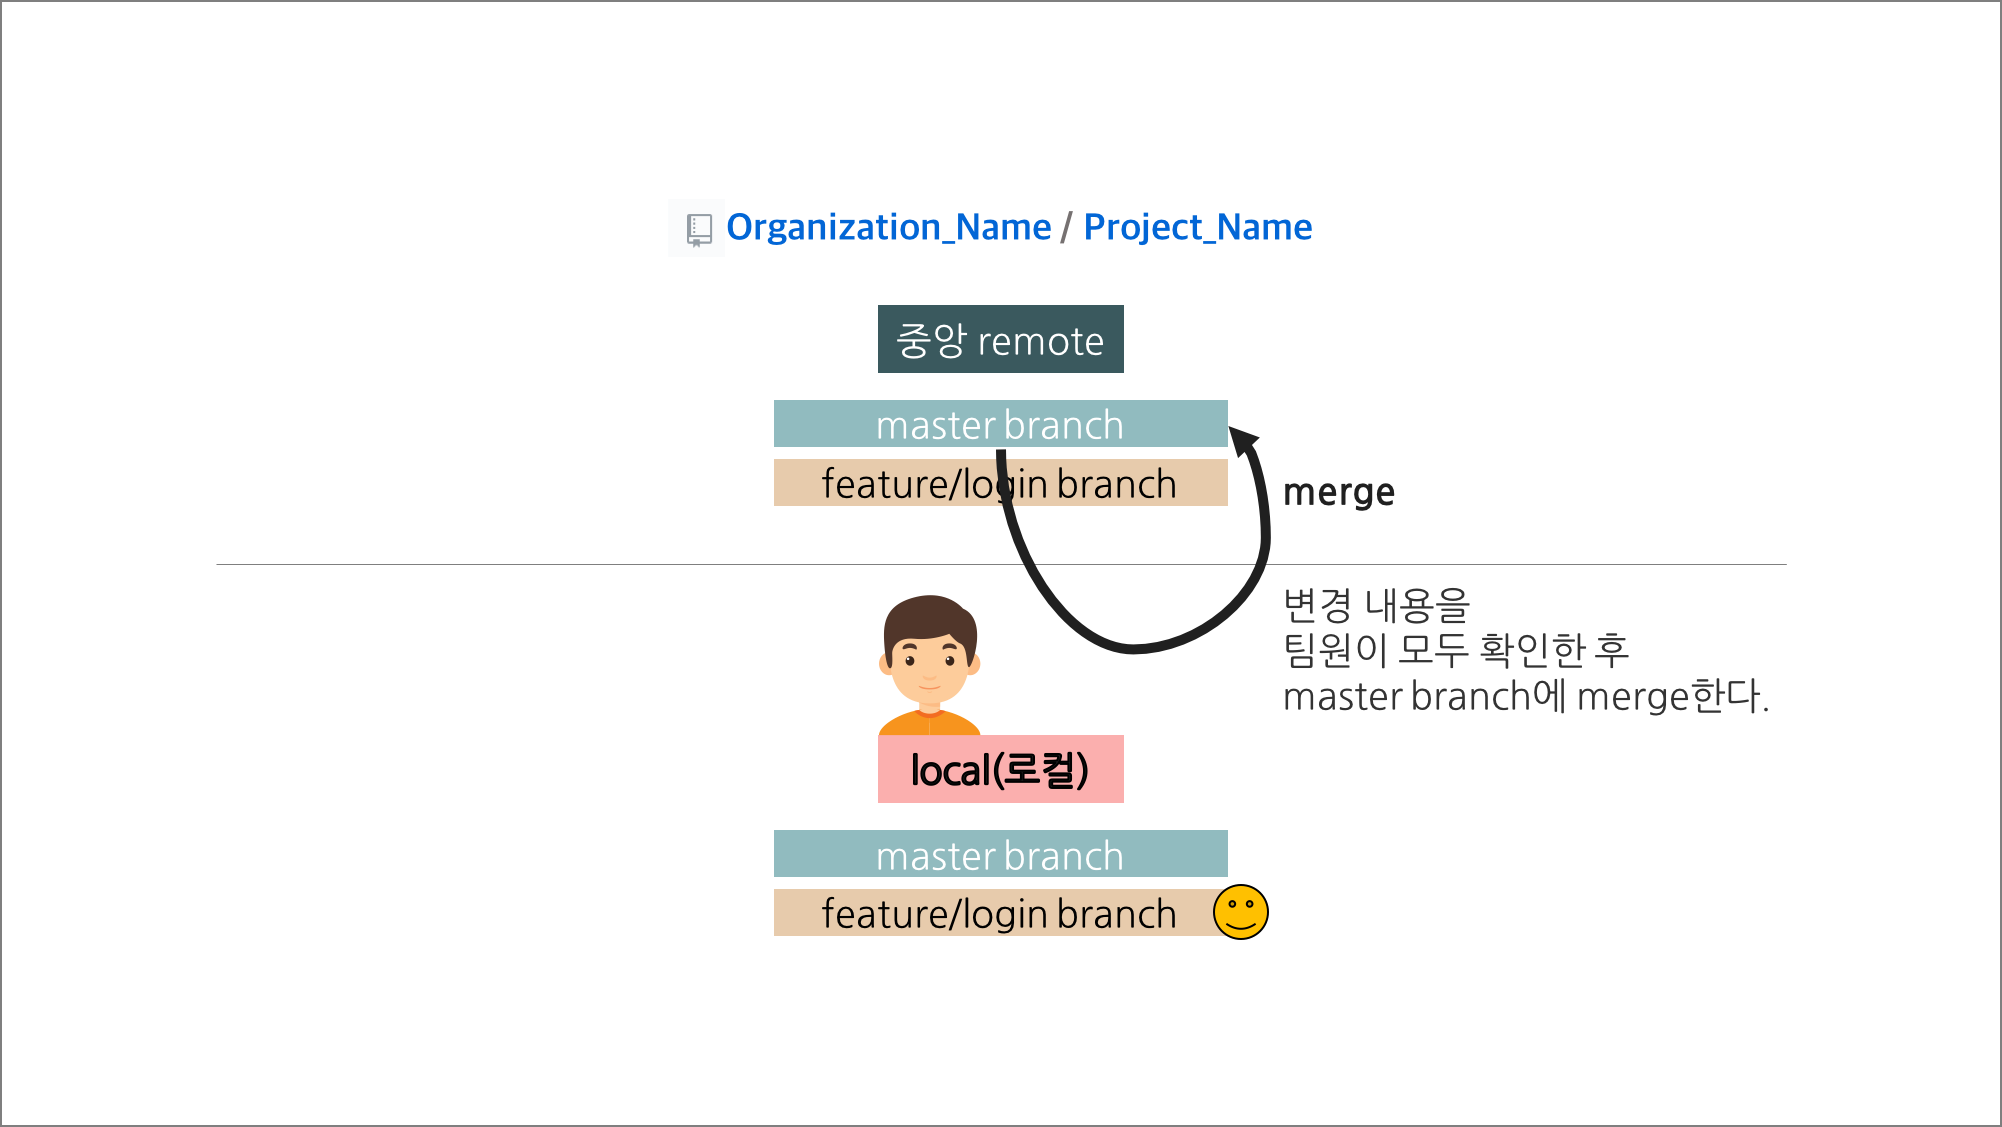 Organization_Name / Project_Name
중앙 remote
master branch
feature/login branch
merge
변경 내용을
팀원이 모두 확인한 후
master branch에 merge한다.
local(로컬)
master branch
feature/login branch